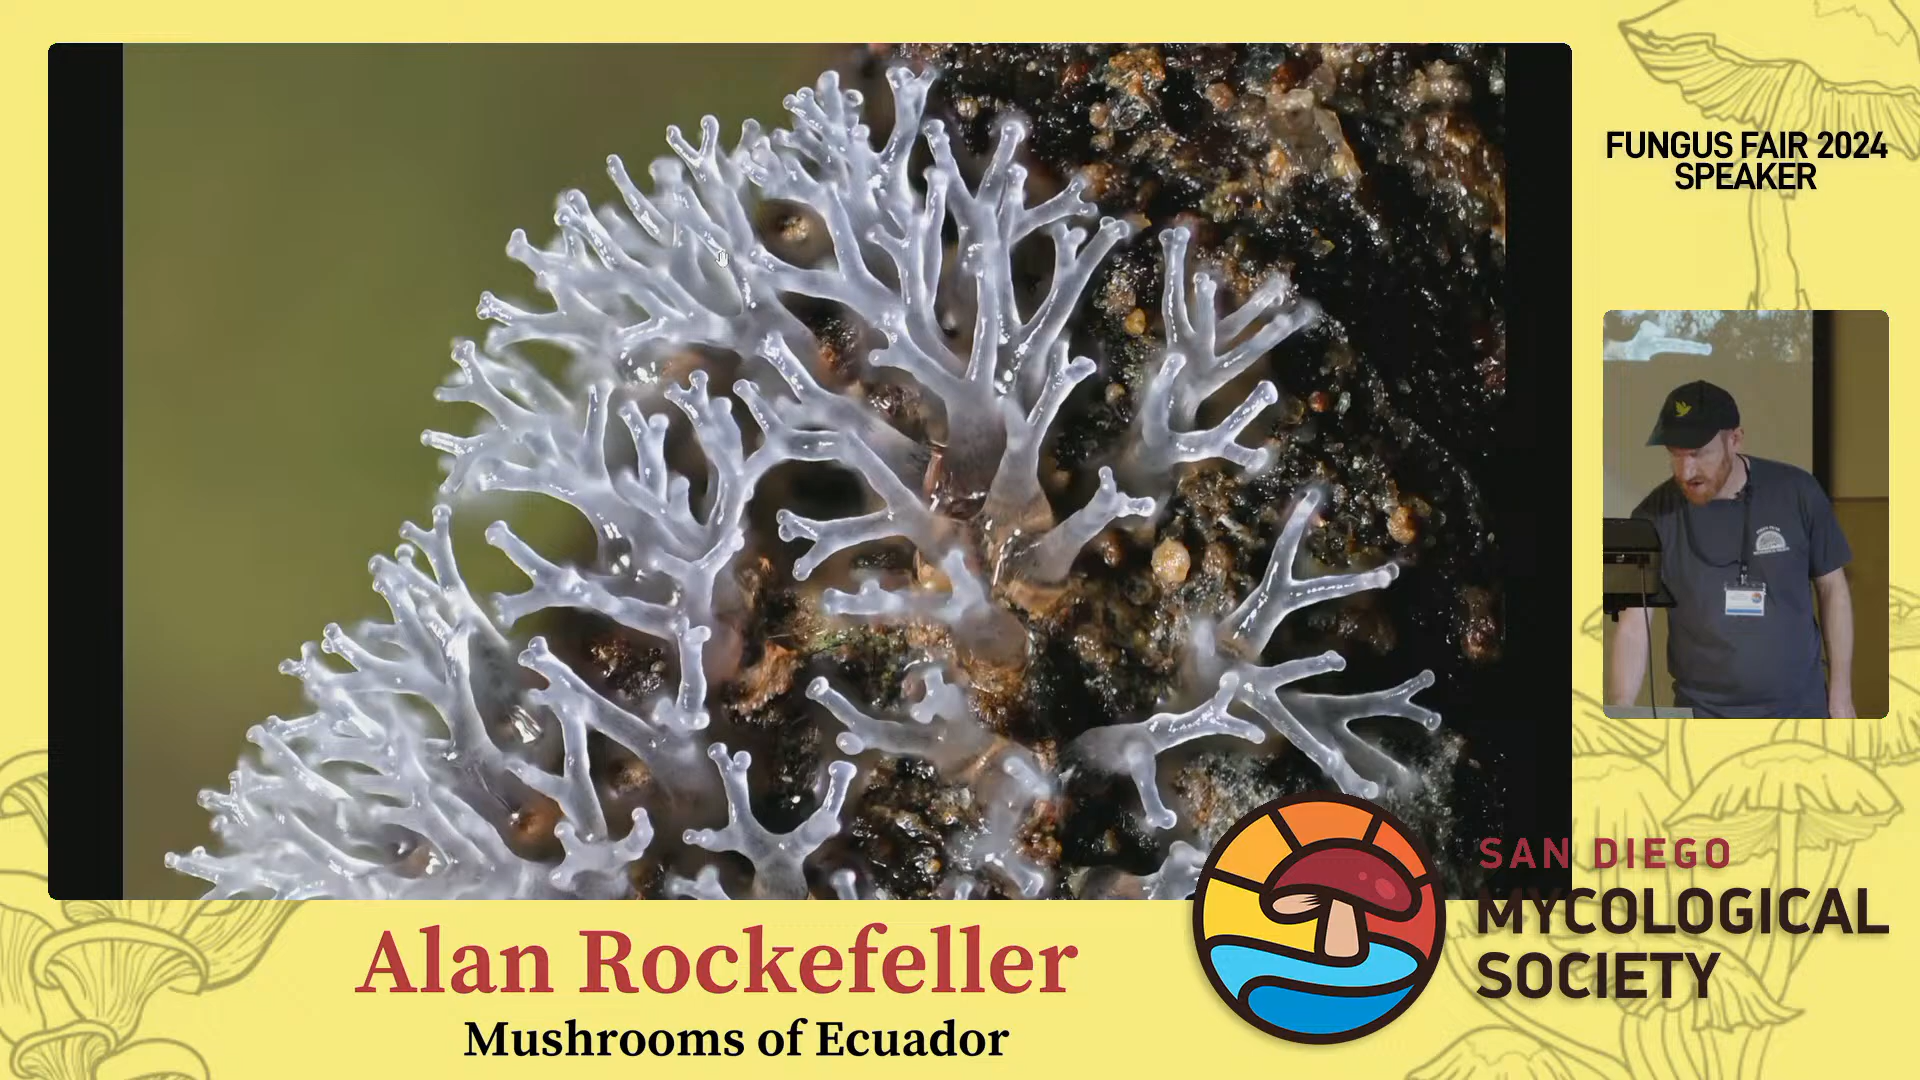 FUNGUS FAIR 2024
SPEAKER
SAN DIEGO
MYCOLOGICAL
SOCIETY
Alan Rockefeller
Mushrooms of Ecuador